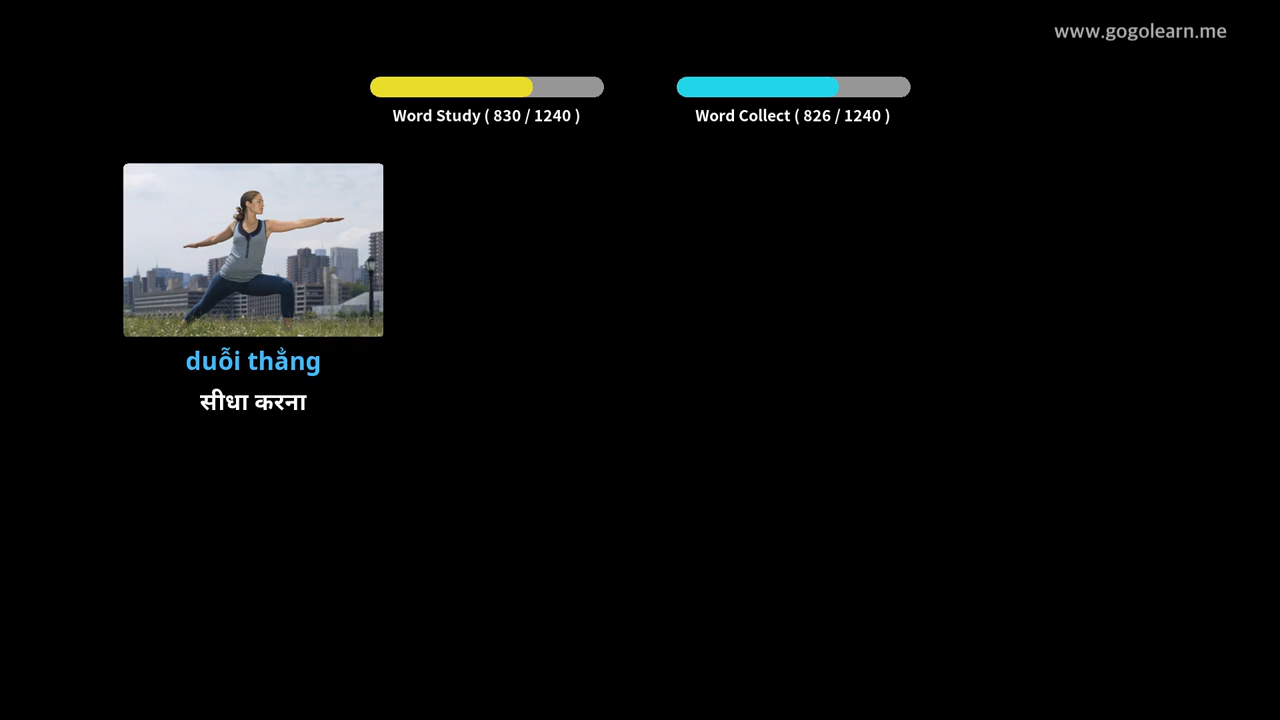 www.gogolearn.me
Word Study ( 830 / 1240 )
Word Collect ( 826 / 1240 )
duỗi thẳng
सीधा करना